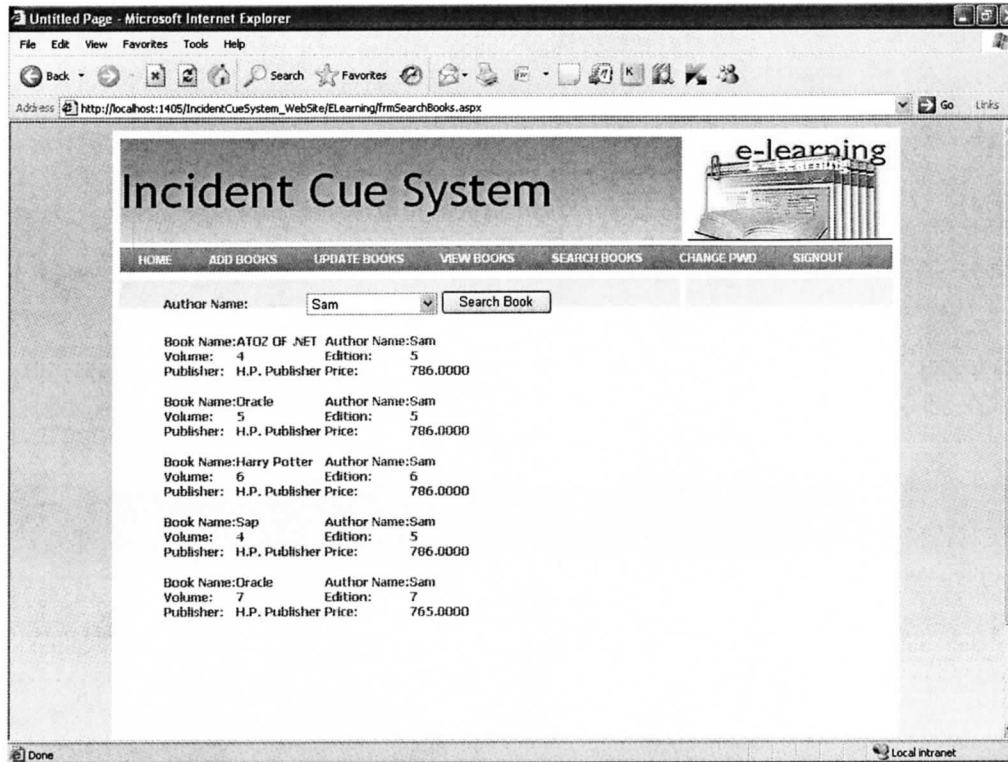 Untitled Page - Microsoft Internet Explorer
File Edit View Favorites Tools Help
Back Search Favorites
Address http://localhost:1405/IncidentCueSystem_WebSite/ELearning/frmSearchBooks.aspx Go Links
e-learning
E-Learning
Incident Cue System
HOME ADD BOOKS UPDATE BOOKS VIEW BOOKS SEARCH BOOKS CHANGE PWD SIGNOUT
Author Name: Sam Search Book
Book Name:ATOZ OF .NET Author Name:Sam
Volume: 4 Edition: 5
Publisher: H.P. Publisher Price: 786.0000
Book Name:Oracle Author Name:Sam
Volume: 5 Edition: 5
Publisher: H.P. Publisher Price: 786.0000
Book Name:Harry Potter Author Name:Sam
Volume: 6 Edition: 6
Publisher: H.P. Publisher Price: 786.0000
Book Name:Sap Author Name:Sam
Volume: 4 Edition: 5
Publisher: H.P. Publisher Price: 786.0000
Book Name:Oracle Author Name:Sam
Volume: 7 Edition: 7
Publisher: H.P. Publisher Price: 765.0000
Done Local intranet